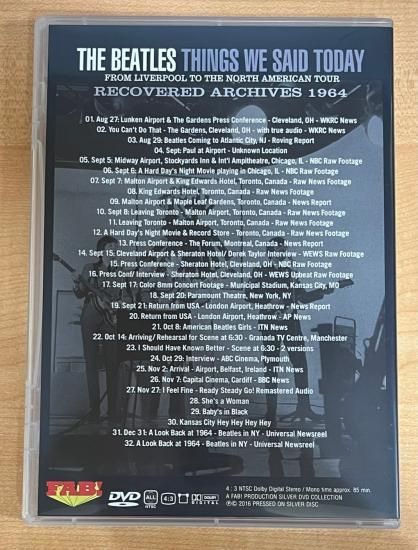 THE BEATLES THINGS WE SAID TODAY
FROM LIVERPOOL TO THE NORTH AMERICAN TOUR
RECOVERED ARCHIVES 1964
01. Aug 27: Lunken Airport & The Gardens Press Conference - Cleveland, OH - WKRC News
02. You Can't Do That - The Gardens, Cleveland, OH - with true audio - WKRC News
03. Aug 29: Beatles Coming to Atlantic City, NJ - Roving Report
04. Sept: Paul at Airport - Unknown Location
05. Sept 5: Midway Airport, Stockyards Inn & Int'l Ampitheatre, Chicago, IL - NBC Raw Footage
06. Sept 6: A Hard Day's Night Movie playing in Chicago, IL - NBC Raw Footage
07. Sept 7: Malton Airport & King Edwards Hotel, Toronto, Canada - Raw News Footage
08. King Edwards Hotel, Toronto, Canada - Raw News Footage
09. Malton Airport & Maple Leaf Gardens, Toronto, Canada - News Report
10. Sept 8: Leaving Toronto - Malton Airport, Toronto, Canada - Raw News Footage
11. Leaving Toronto - Malton Airport, Toronto, Canada - Raw News Footage
12. A Hard Day's Night Movie & Record Store - Toronto, Canada - Raw News Footage
13. Press Conference - The Forum, Montreal, Canada - News Report
14. Sept 15: Cleveland Airport & Sheraton Hotel/ Derek Taylor Interview - WEWS Raw Footage
15. Press Conference - Sheraton Hotel, Cleveland, OH - NBC Raw Footage
16. Press Conf/ Interview - Sheraton Hotel, Cleveland, OH - WEWS Upbeat Raw Footage
17. Sept 17: Color 8mm Concert Footage - Municipal Stadium, Kansas City, MO
18. Sept 20: Paramount Theatre, New York, NY
19. Sept 21: Return from USA - London Airport, Heathrow - News Report
20. Return from USA - London Airport, Heathrow - AP News
21. Oct 8: American Beatles Girls - ITN News
22. Oct 14: Arriving/ Rehearsal for Scene at 6:30 - Granada TV Centre, Manchester
23. I Should Have Known Better - Scene at 6:30 - 2 versions
24. Oct 29: Interview - ABC Cinema, Plymouth
25. Nov 2: Arrival - Airport, Belfast, Ireland - ITN News
26. Nov 7: Capital Cinema, Cardiff - BBC News
27. Nov 27: I Feel Fine - Ready Steady Go! Remastered Audio
28. She's a Woman
29. Baby's in Black
30. Kansas City Hey Hey Hey Hey
31. Dec 31: A Look Back at 1964 - Beatles in NY - Universal Newsreel
32. A Look Back at 1964 - Beatles in NY - Universal Newsreel
FAB!
DVD
ALL
NTSC
4:3
DOLBY
DIGITAL
4 : 3 NTSC Dolby Digital Stereo / Mono time approx. 85 min.
A FAB! PRODUCTION SILVER DVD COLLECTION
℗© 2016 PRESSED ON SILVER DISC